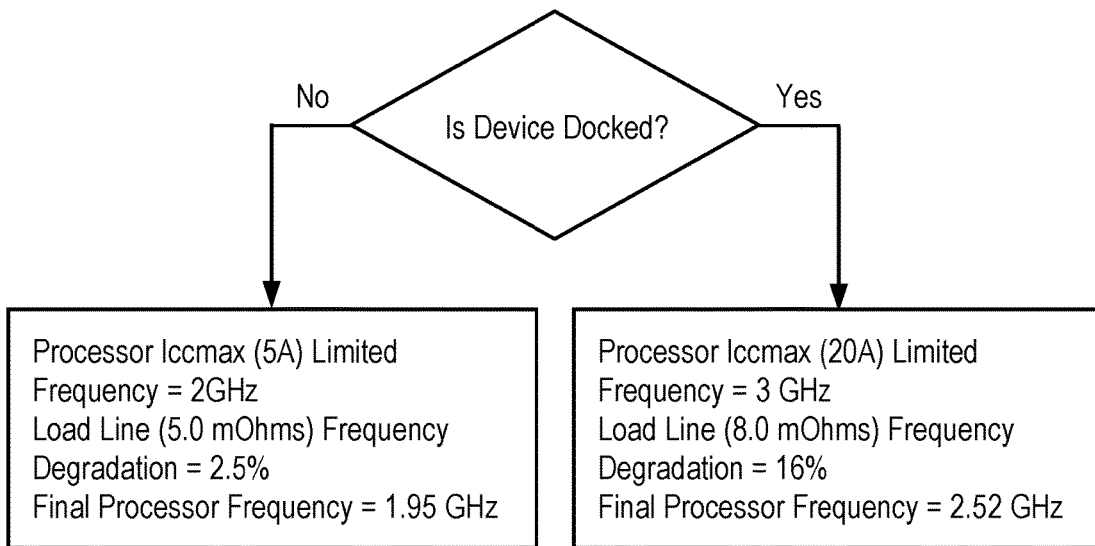 Is Device Docked?
No
Yes
Processor Iccmax (5A) Limited
Frequency = 2GHz
Load Line (5.0 mOhms) Frequency
Degradation = 2.5%
Final Processor Frequency = 1.95 GHz
Processor Iccmax (20A) Limited
Frequency = 3 GHz
Load Line (8.0 mOhms) Frequency
Degradation = 16%
Final Processor Frequency = 2.52 GHz